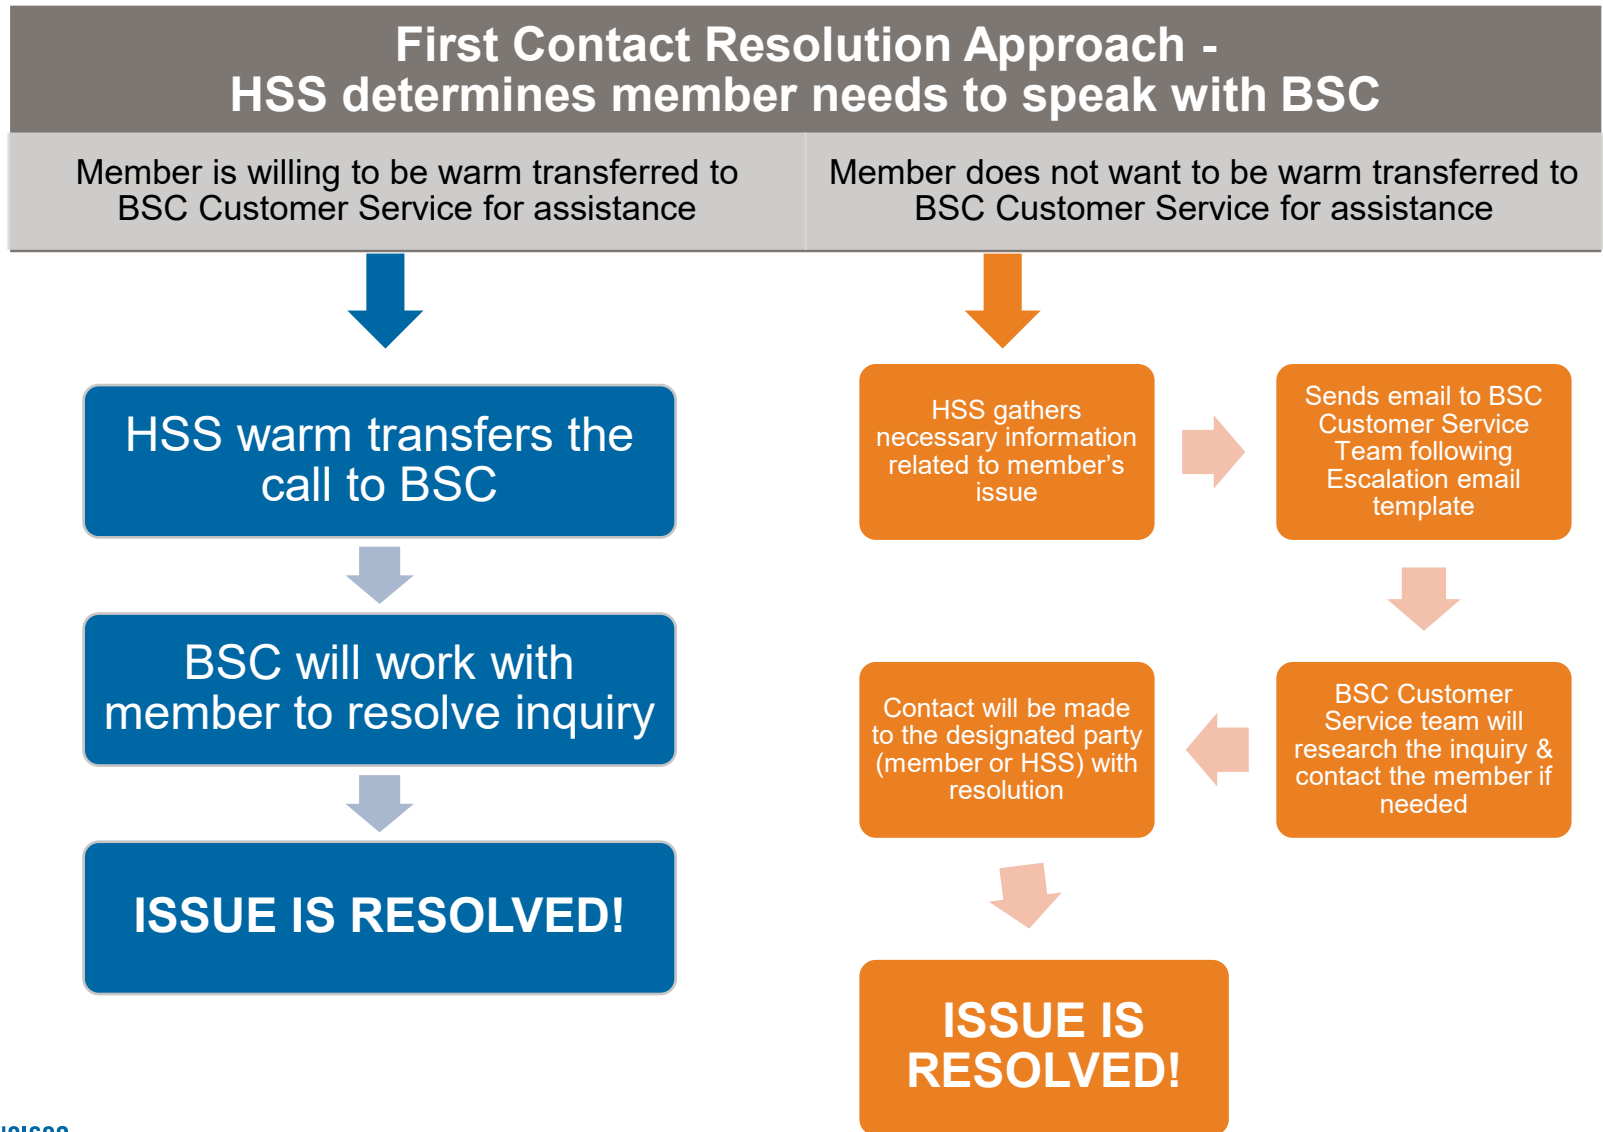 First Contact Resolution Approach -
HSS determines member needs to speak with BSC
Member is willing to be warm transferred to
BSC Customer Service for assistance
Member does not want to be warm transferred to
BSC Customer Service for assistance
HSS warm transfers the
call to BSC
BSC will work with
member to resolve inquiry
ISSUE IS RESOLVED!
HSS gathers
necessary information
related to member’s
issue
Sends email to BSC
Customer Service
Team following
Escalation email
template
BSC Customer
Service team will
research the inquiry &
contact the member if
needed
Contact will be made
to the designated party
(member or HSS) with
resolution
ISSUE IS
RESOLVED!